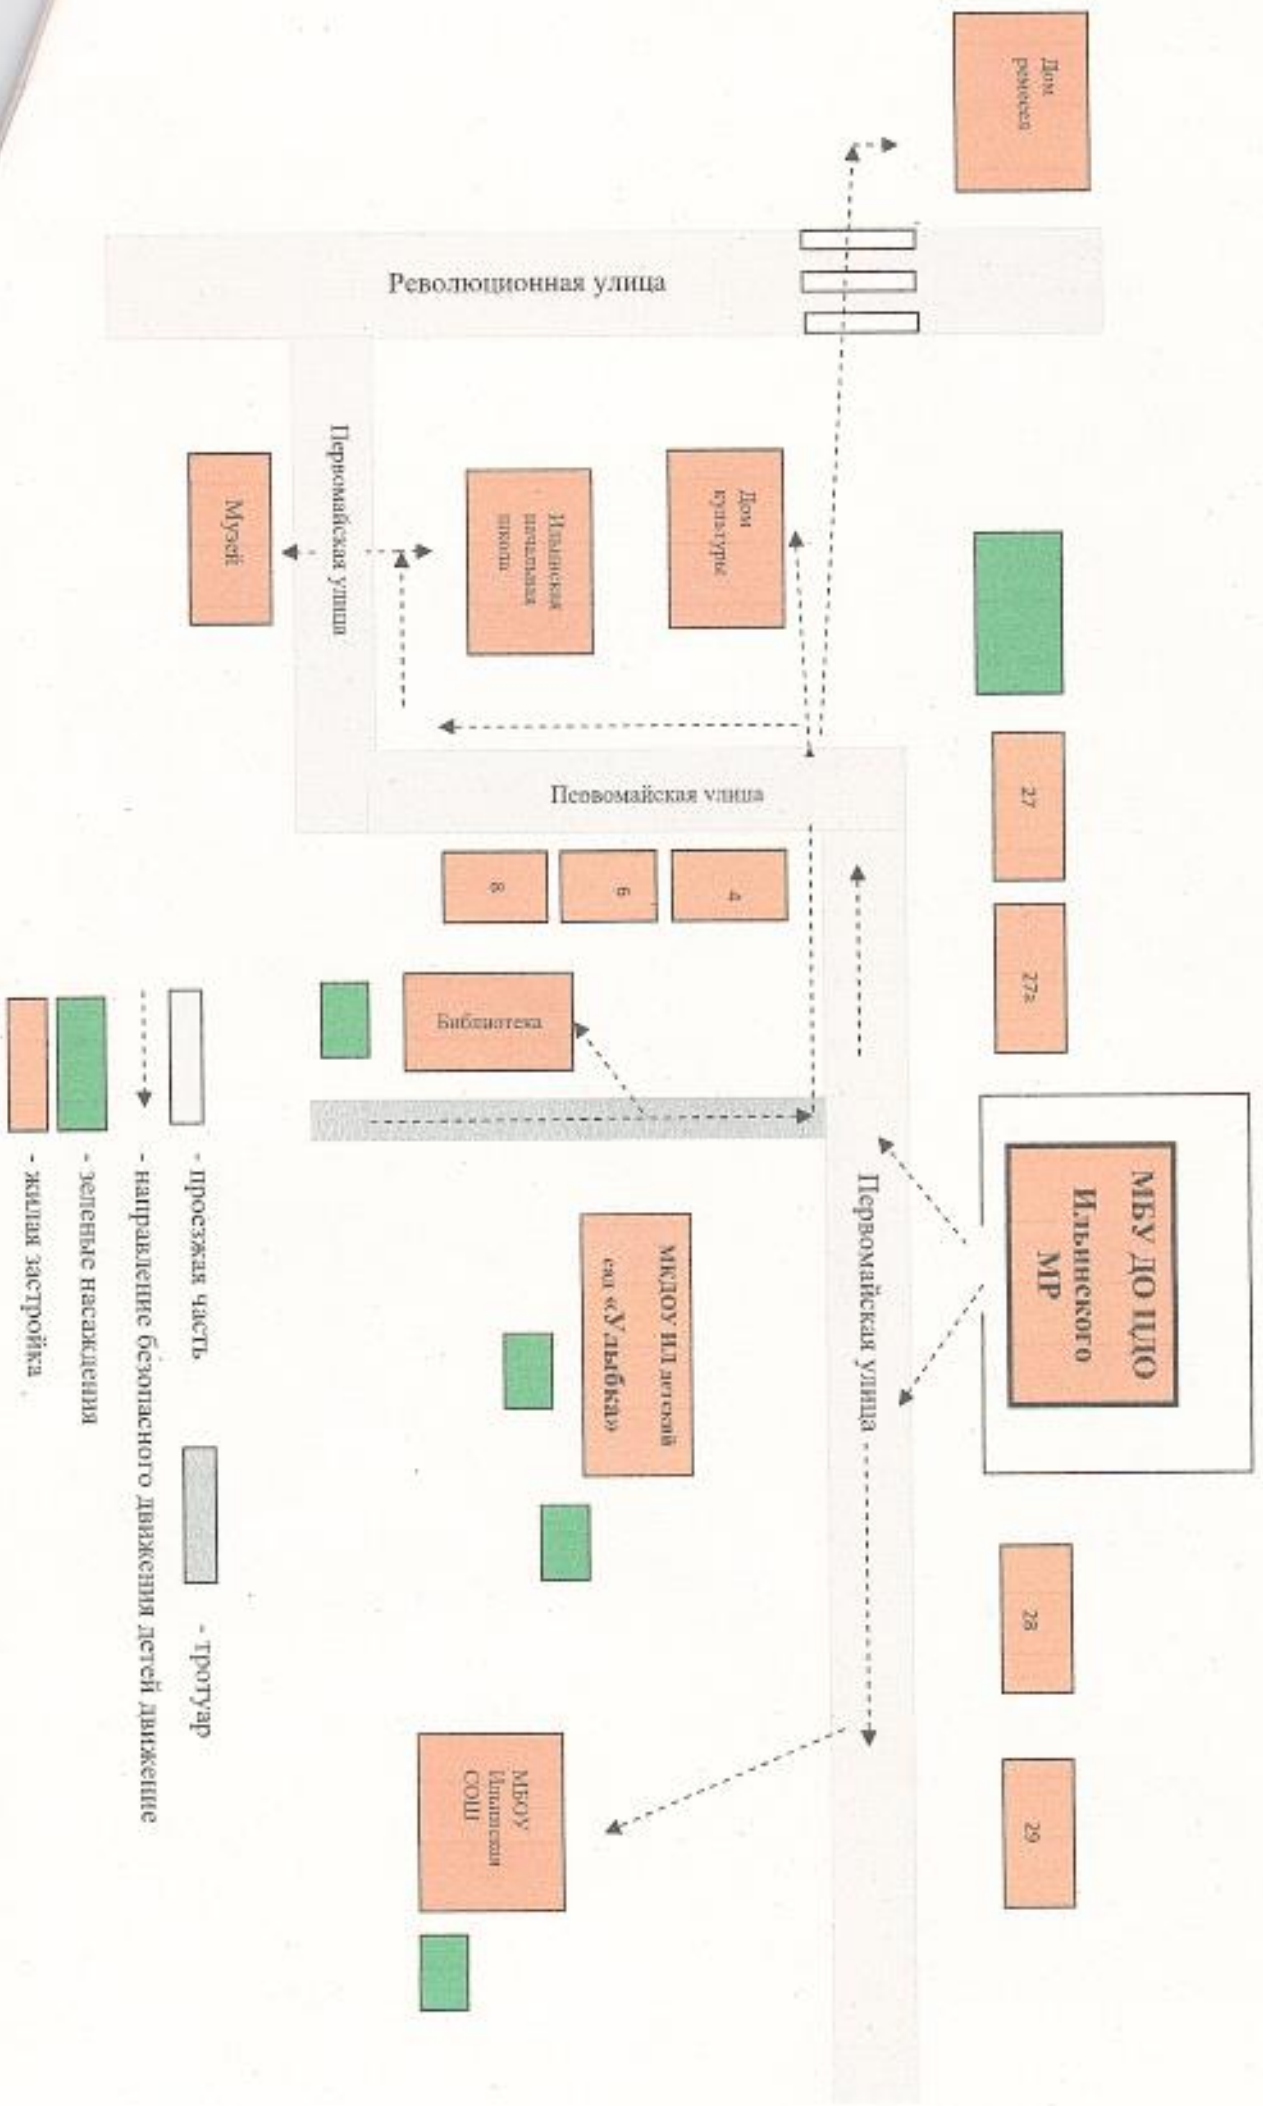 Дом
ремесел
Революционная улица
Первомайская улица
Музей
Ильинская
начальная
школа
Дом
культуры
27
27а
Первомайская улица
4
6
8
Библиотека
МБУ ДО ЦДО
Ильинского
МР
Первомайская улица
МКДОУ ИЛ детский
сад «Улыбка»
28
29
МБОУ
Ильинская
СОШ
- проезжая часть
- тротуар
- направление безопасного движения детей движение
- зеленые насаждения
- жилая застройка